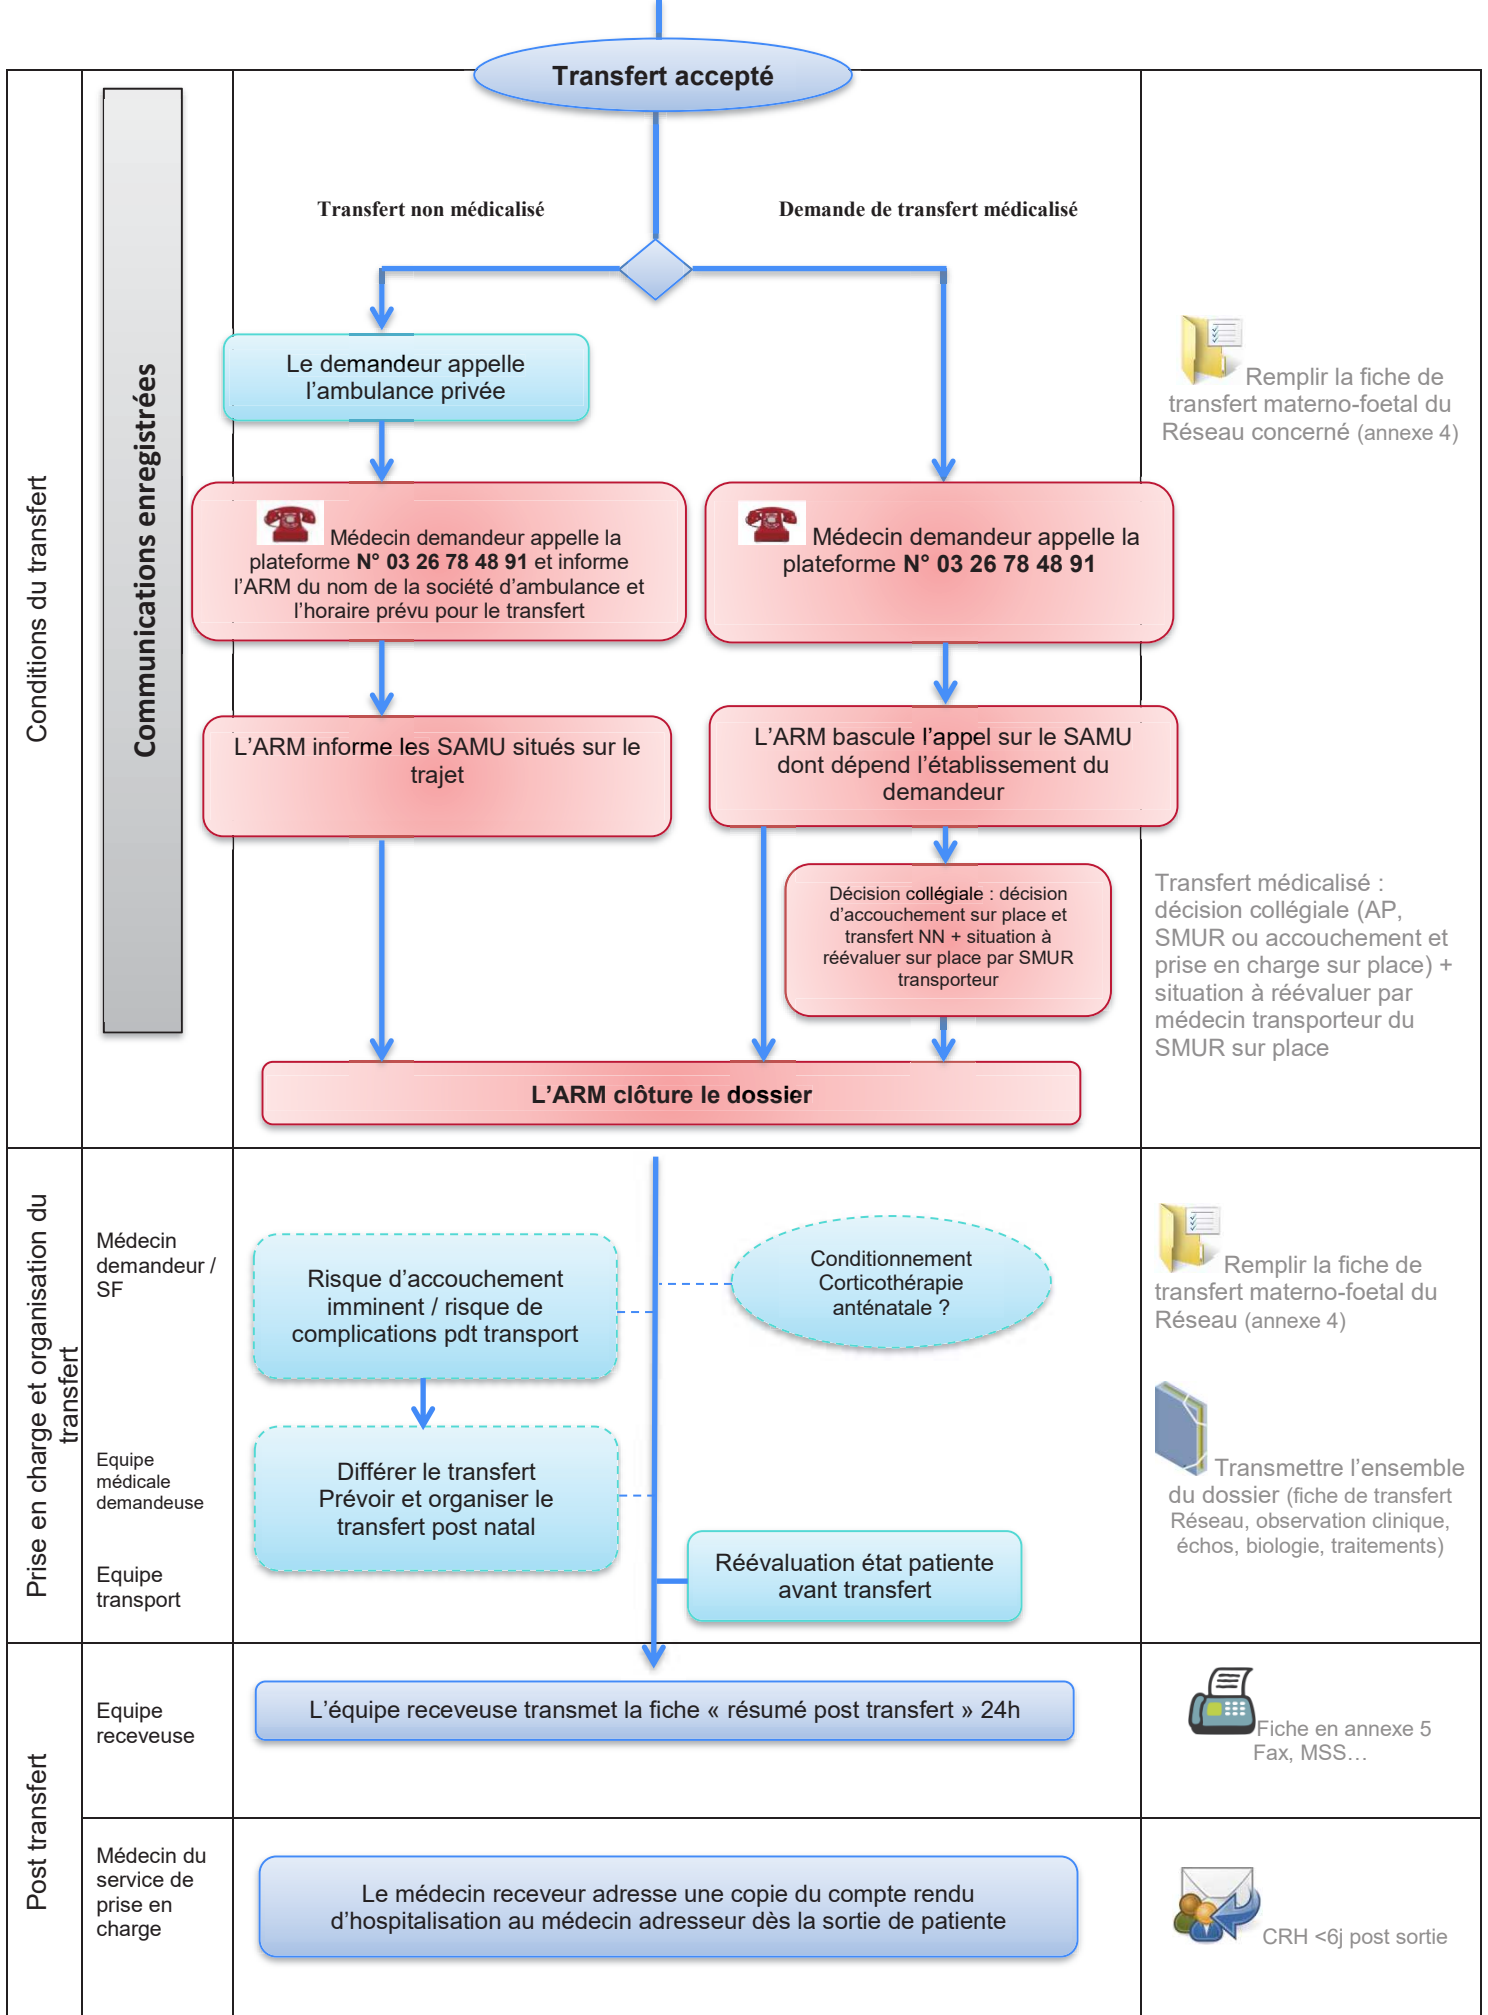 Transfert accepté
Transfert non médicalisé
Demande de transfert médicalisé
Conditions du transfert
Communications enregistrées
Le demandeur appelle
l’ambulance privée
Remplir la fiche de
transfert materno-foetal du
Réseau concerné (annexe 4)
Médecin demandeur appelle la
plateforme N° 03 26 78 48 91 et informe
l’ARM du nom de la société d’ambulance et
l’horaire prévu pour le transfert
Médecin demandeur appelle la
plateforme N° 03 26 78 48 91
L’ARM informe les SAMU situés sur le
trajet
L’ARM bascule l’appel sur le SAMU
dont dépend l’établissement du
demandeur
Décision collégiale : décision
d’accouchement sur place et
transfert NN + situation à
réévaluer sur place par SMUR
transporteur
Transfert médicalisé :
décision collégiale (AP,
SMUR ou accouchement et
prise en charge sur place) +
situation à réévaluer par
médecin transporteur du
SMUR sur place
L’ARM clôture le dossier
Prise en charge et organisation du
transfert
Médecin
demandeur /
SF
Risque d’accouchement
imminent / risque de
complications pdt transport
Conditionnement
Corticothérapie
anténatale ?
Remplir la fiche de
transfert materno-foetal du
Réseau (annexe 4)
Equipe
médicale
demandeuse
Différer le transfert
Prévoir et organiser le
transfert post natal
Transmettre l’ensemble
du dossier (fiche de transfert
Réseau, observation clinique,
échos, biologie, traitements)
Equipe
transport
Réévaluation état patiente
avant transfert
Post transfert
Equipe
receveuse
L’équipe receveuse transmet la fiche « résumé post transfert » 24h
Fiche en annexe 5
Fax, MSS…
Médecin du
service de
prise en
charge
Le médecin receveur adresse une copie du compte rendu
d’hospitalisation au médecin adresseur dès la sortie de patiente
CRH <6j post sortie